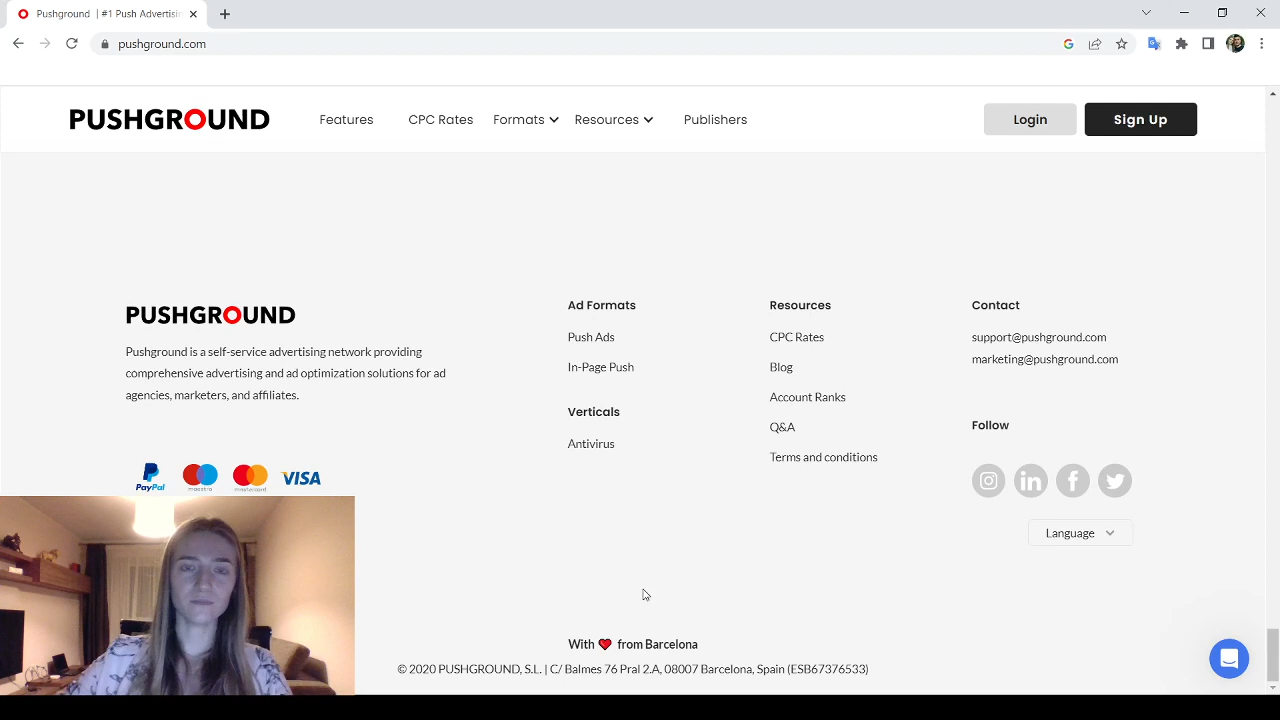 Pushground | #1 Push Advertisin
pushground.com
PUSHGROUND
Features
CPC Rates
Formats
Resources
Publishers
Login
Sign Up
PUSHGROUND
Pushground is a self-service advertising network providing
comprehensive advertising and ad optimization solutions for ad
agencies, marketers, and affiliates.
PayPal
maestro
mastercard
VISA
Ad Formats
Push Ads
In-Page Push
Verticals
Antivirus
Resources
CPC Rates
Blog
Account Ranks
Q&A
Terms and conditions
Contact
support@pushground.com
marketing@pushground.com
Follow
Language
With ❤ from Barcelona
© 2020 PUSHGROUND, S.L. | C/ Balmes 76 Pral 2.A, 08007 Barcelona, Spain (ESB67376533)